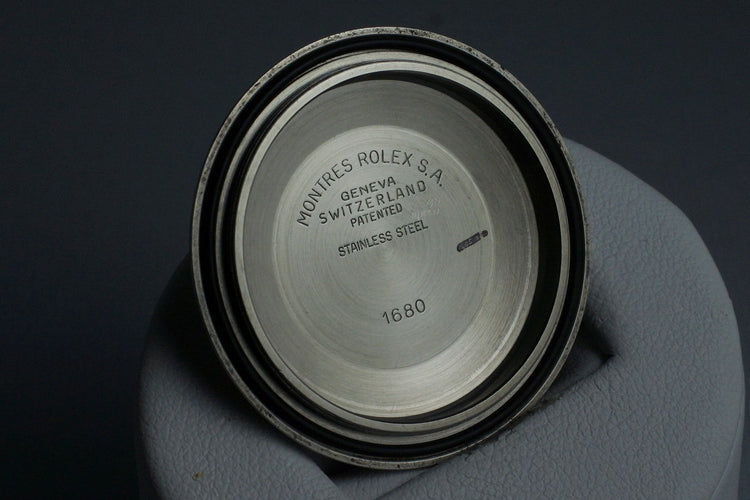 MONTRES ROLEX S.A.
GENEVA
SWITZERLAND
PATENTED
STAINLESS STEEL
1680